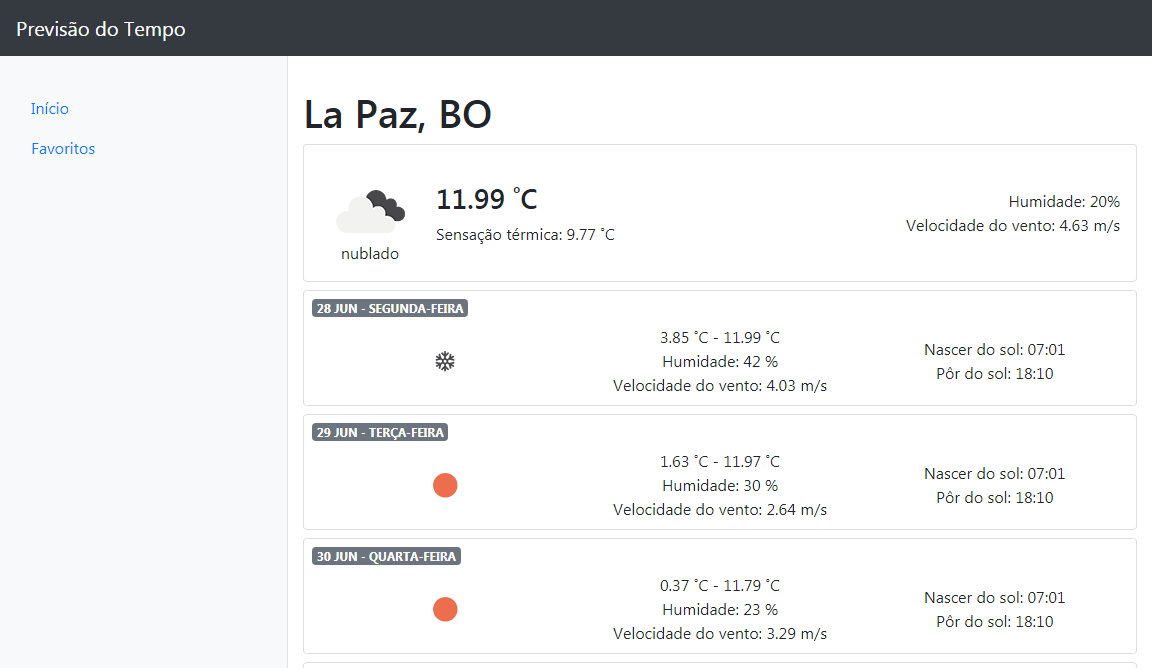 Previsão do Tempo
Início
Favoritos
La Paz, BO
11.99 °C
Sensação térmica: 9.77 °C
nublado
Humidade: 20%
Velocidade do vento: 4.63 m/s
28 JUN - SEGUNDA-FEIRA
3.85 °C - 11.99 °C
Humidade: 42 %
Velocidade do vento: 4.03 m/s
Nascer do sol: 07:01
Pôr do sol: 18:10
29 JUN - TERÇA-FEIRA
1.63 °C - 11.97 °C
Humidade: 30 %
Velocidade do vento: 2.64 m/s
Nascer do sol: 07:01
Pôr do sol: 18:10
30 JUN - QUARTA-FEIRA
0.37 °C - 11.79 °C
Humidade: 23 %
Velocidade do vento: 3.29 m/s
Nascer do sol: 07:01
Pôr do sol: 18:10